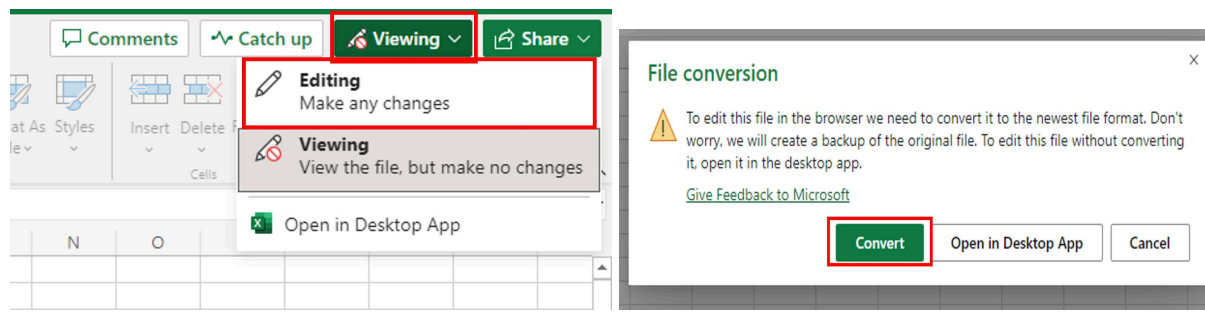 Comments
Catch up
Viewing
Share
Editing
Make any changes
at As Styles
Insert Delete F
le
Viewing
View the file, but make no changes
Cells
Open in Desktop App
N O
File conversion
x
To edit this file in the browser we need to convert it to the newest file format. Don't
worry, we will create a backup of the original file. To edit this file without converting
it, open it in the desktop app.
Give Feedback to Microsoft
Convert
Open in Desktop App
Cancel